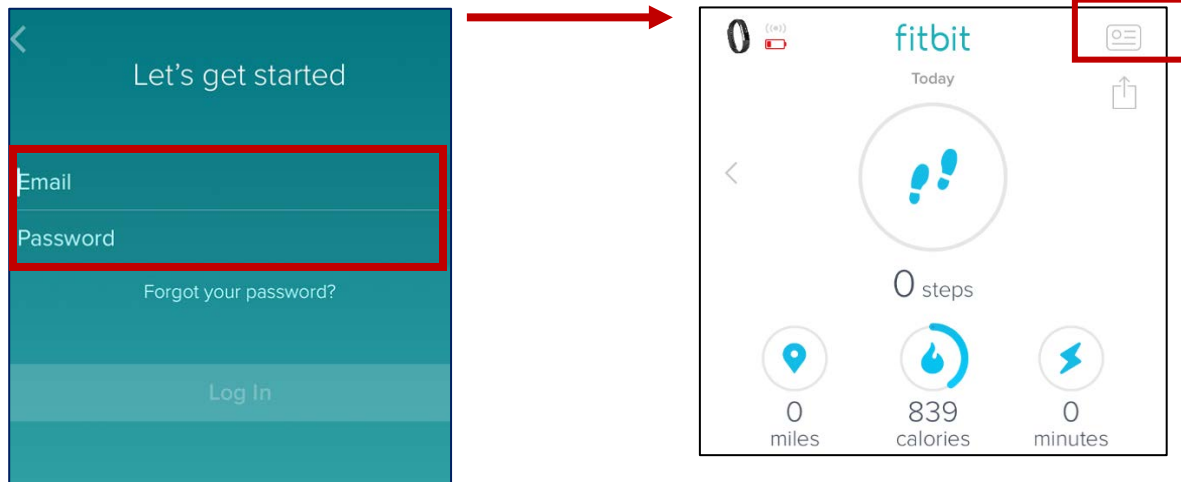 Let's get started
Email
Password
Forgot your password?
Log In
fitbit
Today
0 steps
0 839 0
miles calories minutes